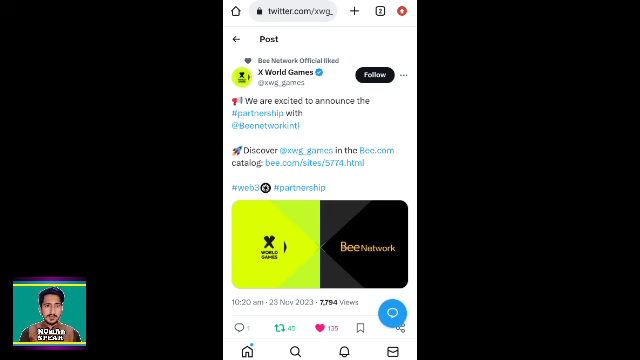 twitter.com/xwg_
2
Post
Bee Network Official liked
X World Games
@xwg_games
Follow
We are excited to announce the
#partnership with
@Beenetworkintl
Discover @xwg_games in the Bee.com
catalog: bee.com/sites/5774.html
#web3 #partnership
X
WORLD
GAMES
Bee Network
10:20 am · 23 Nov 2023 · 7,794 Views
1 45 135
NUMAN
SPEAK